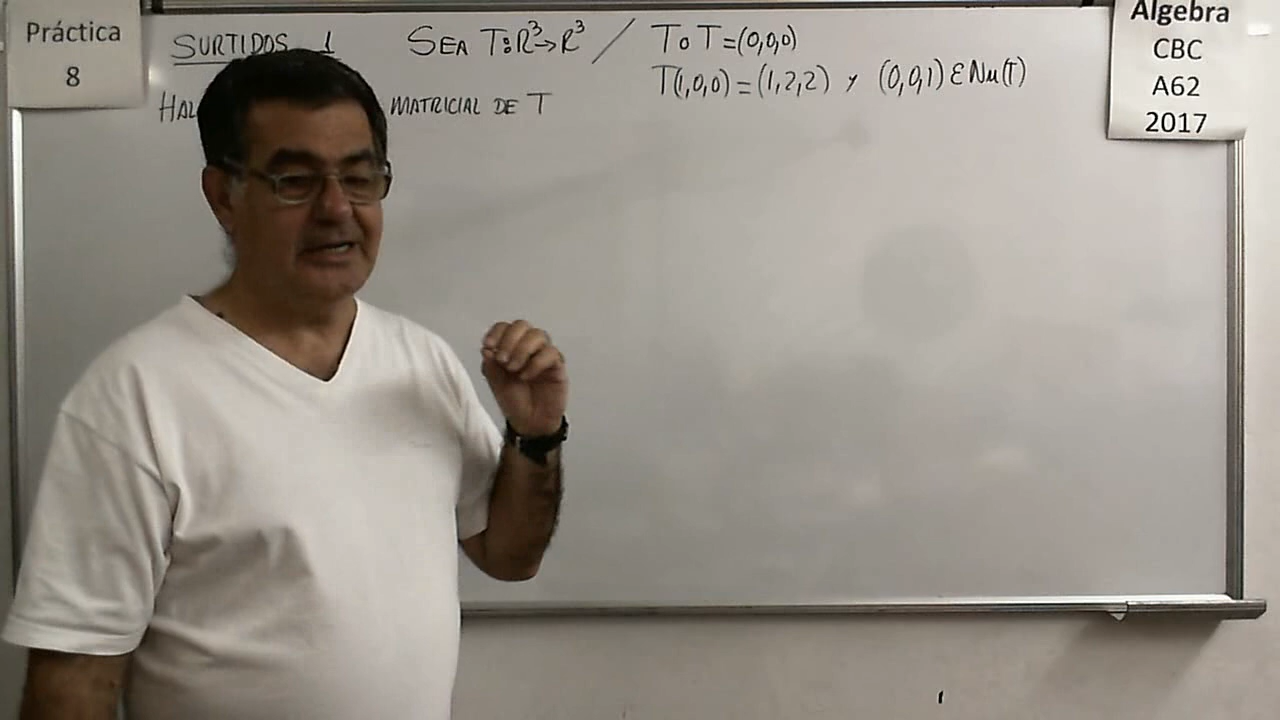 Práctica
8
SURTIDOS 1 SEA T:R³→R³ / T∘T=(0,0,0)
T(1,0,0)=(1,2,2) y (0,0,1) ε Nu(T)
MATRICIAL DE T
Algebra
CBC
A62
2017